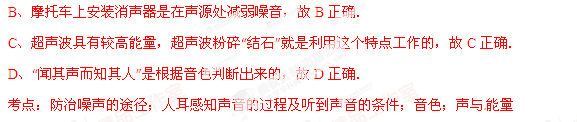 B、摩托车上安装消声器是在声源处减弱噪音，故 B 正确.
C、超声波具有较高能量，超声波粉碎“结石”就是利用这个特点工作的，故 C 正确.
D、“闻其声而知其人”是根据音色判断出来的，故 D 正确.
考点：防治噪声的途径；人耳感知声音的过程及听到声首的条件；音色；声与能量